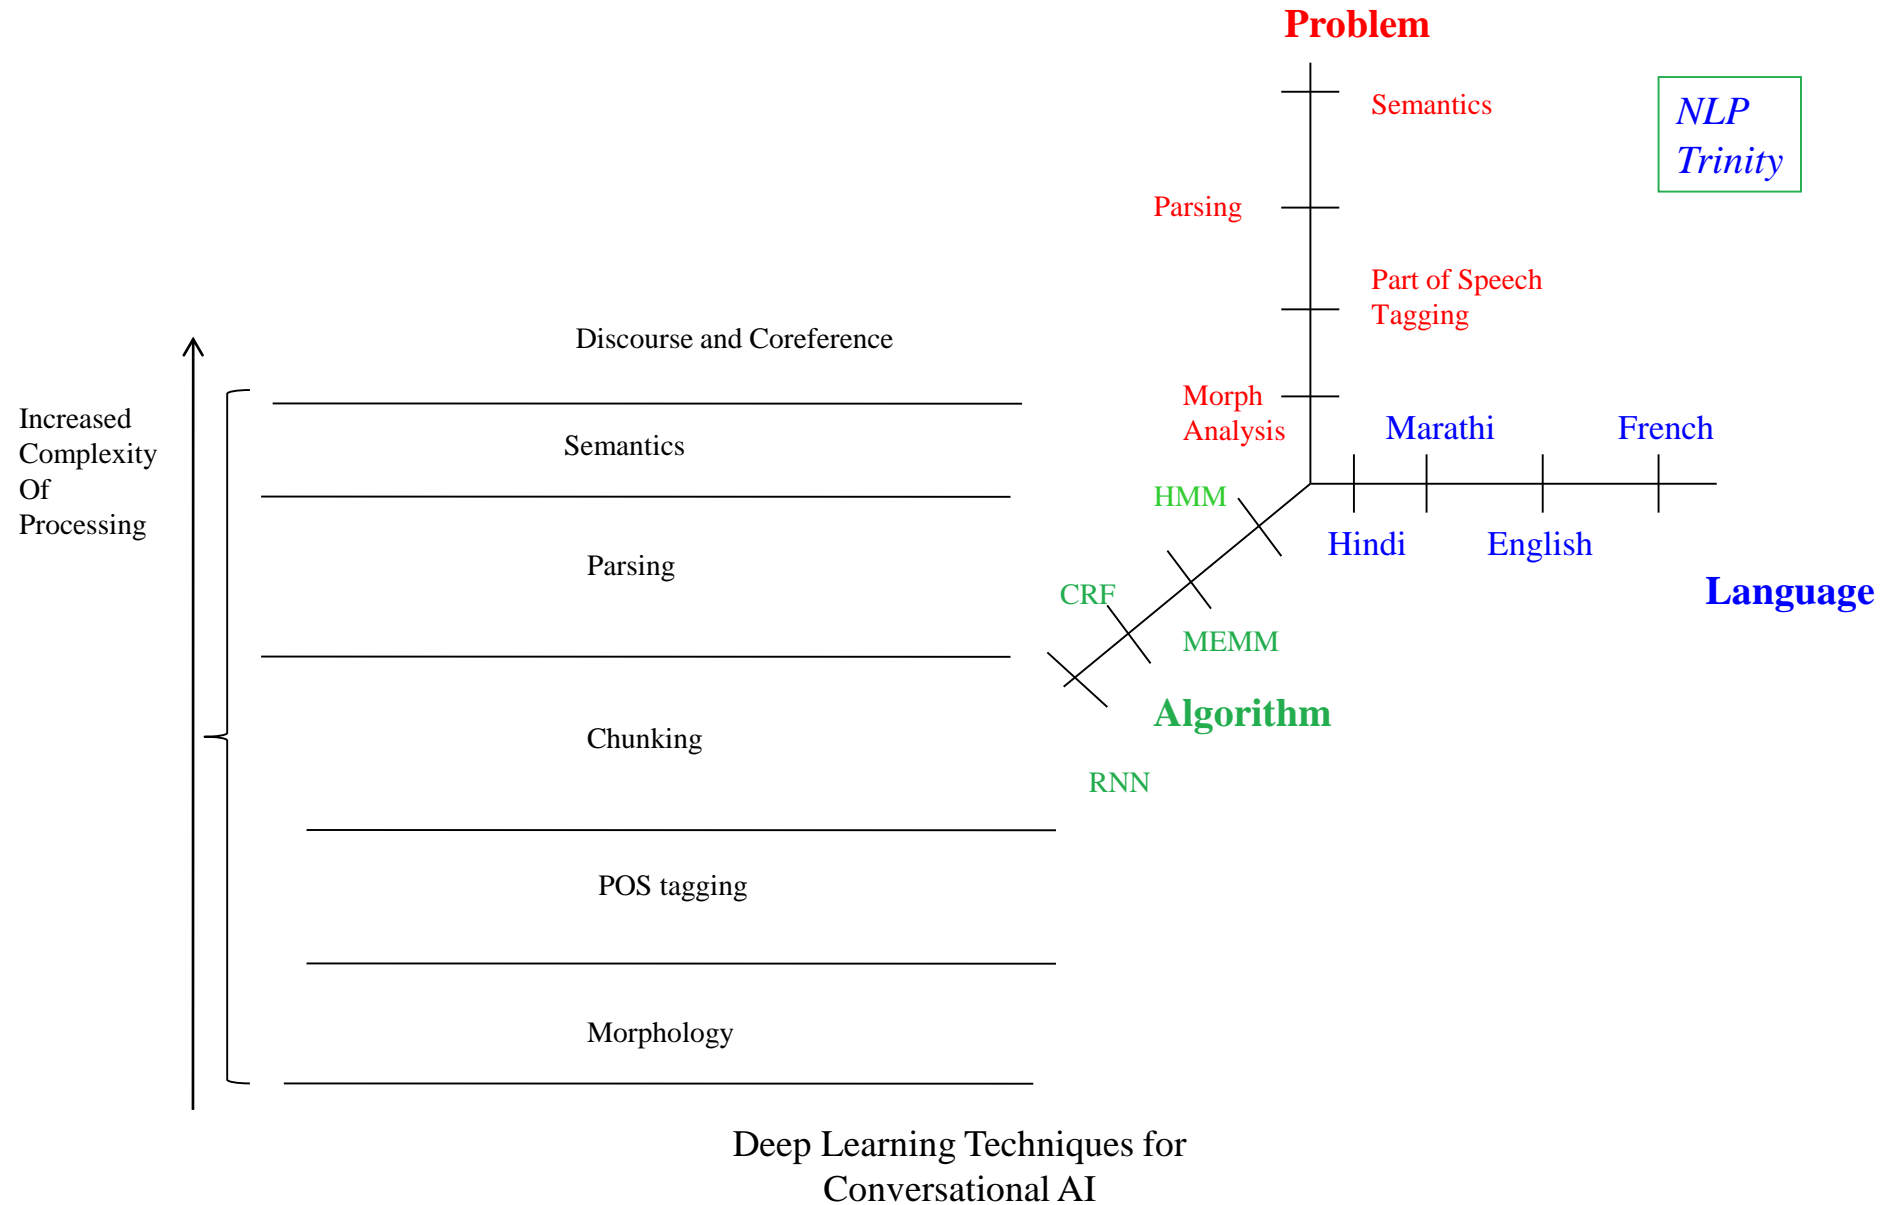 Problem
Semantics
NLP
Trinity
Parsing
Part of Speech
Tagging
Discourse and Coreference
Morph
Analysis
Increased
Complexity
Of
Processing
Semantics
Marathi
French
HMM
Hindi
English
Parsing
CRF
Language
MEMM
Algorithm
Chunking
RNN
POS tagging
Morphology
Deep Learning Techniques for
Conversational AI